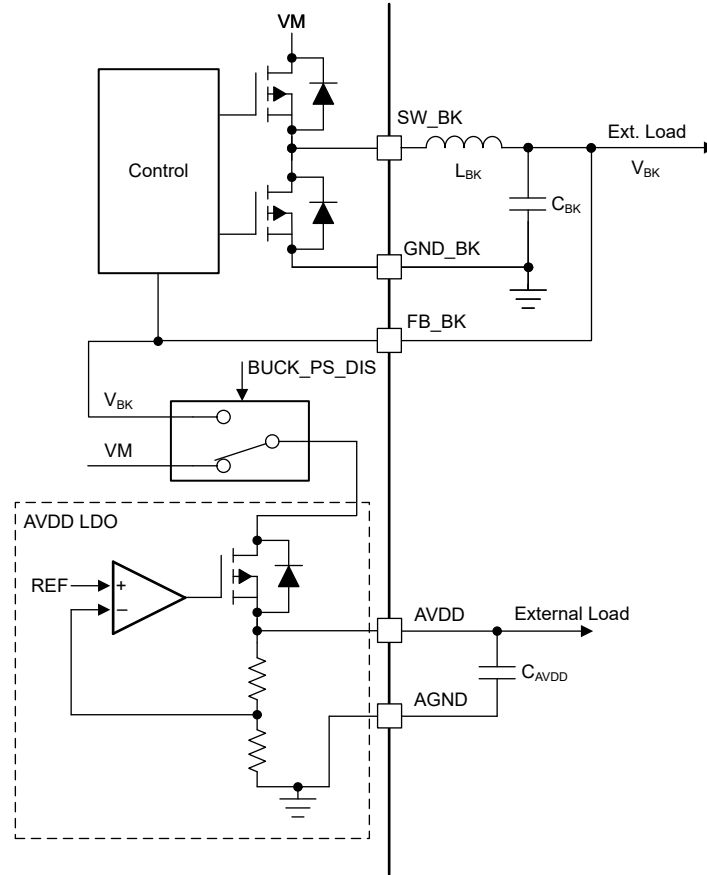 VM
SW_BK
Ext. Load
Control
L_BK
V_BK
C_BK
GND_BK
FB_BK
BUCK_PS_DIS
V_BK
VM
AVDD LDO
REF
+
−
AVDD
External Load
C_AVDD
AGND